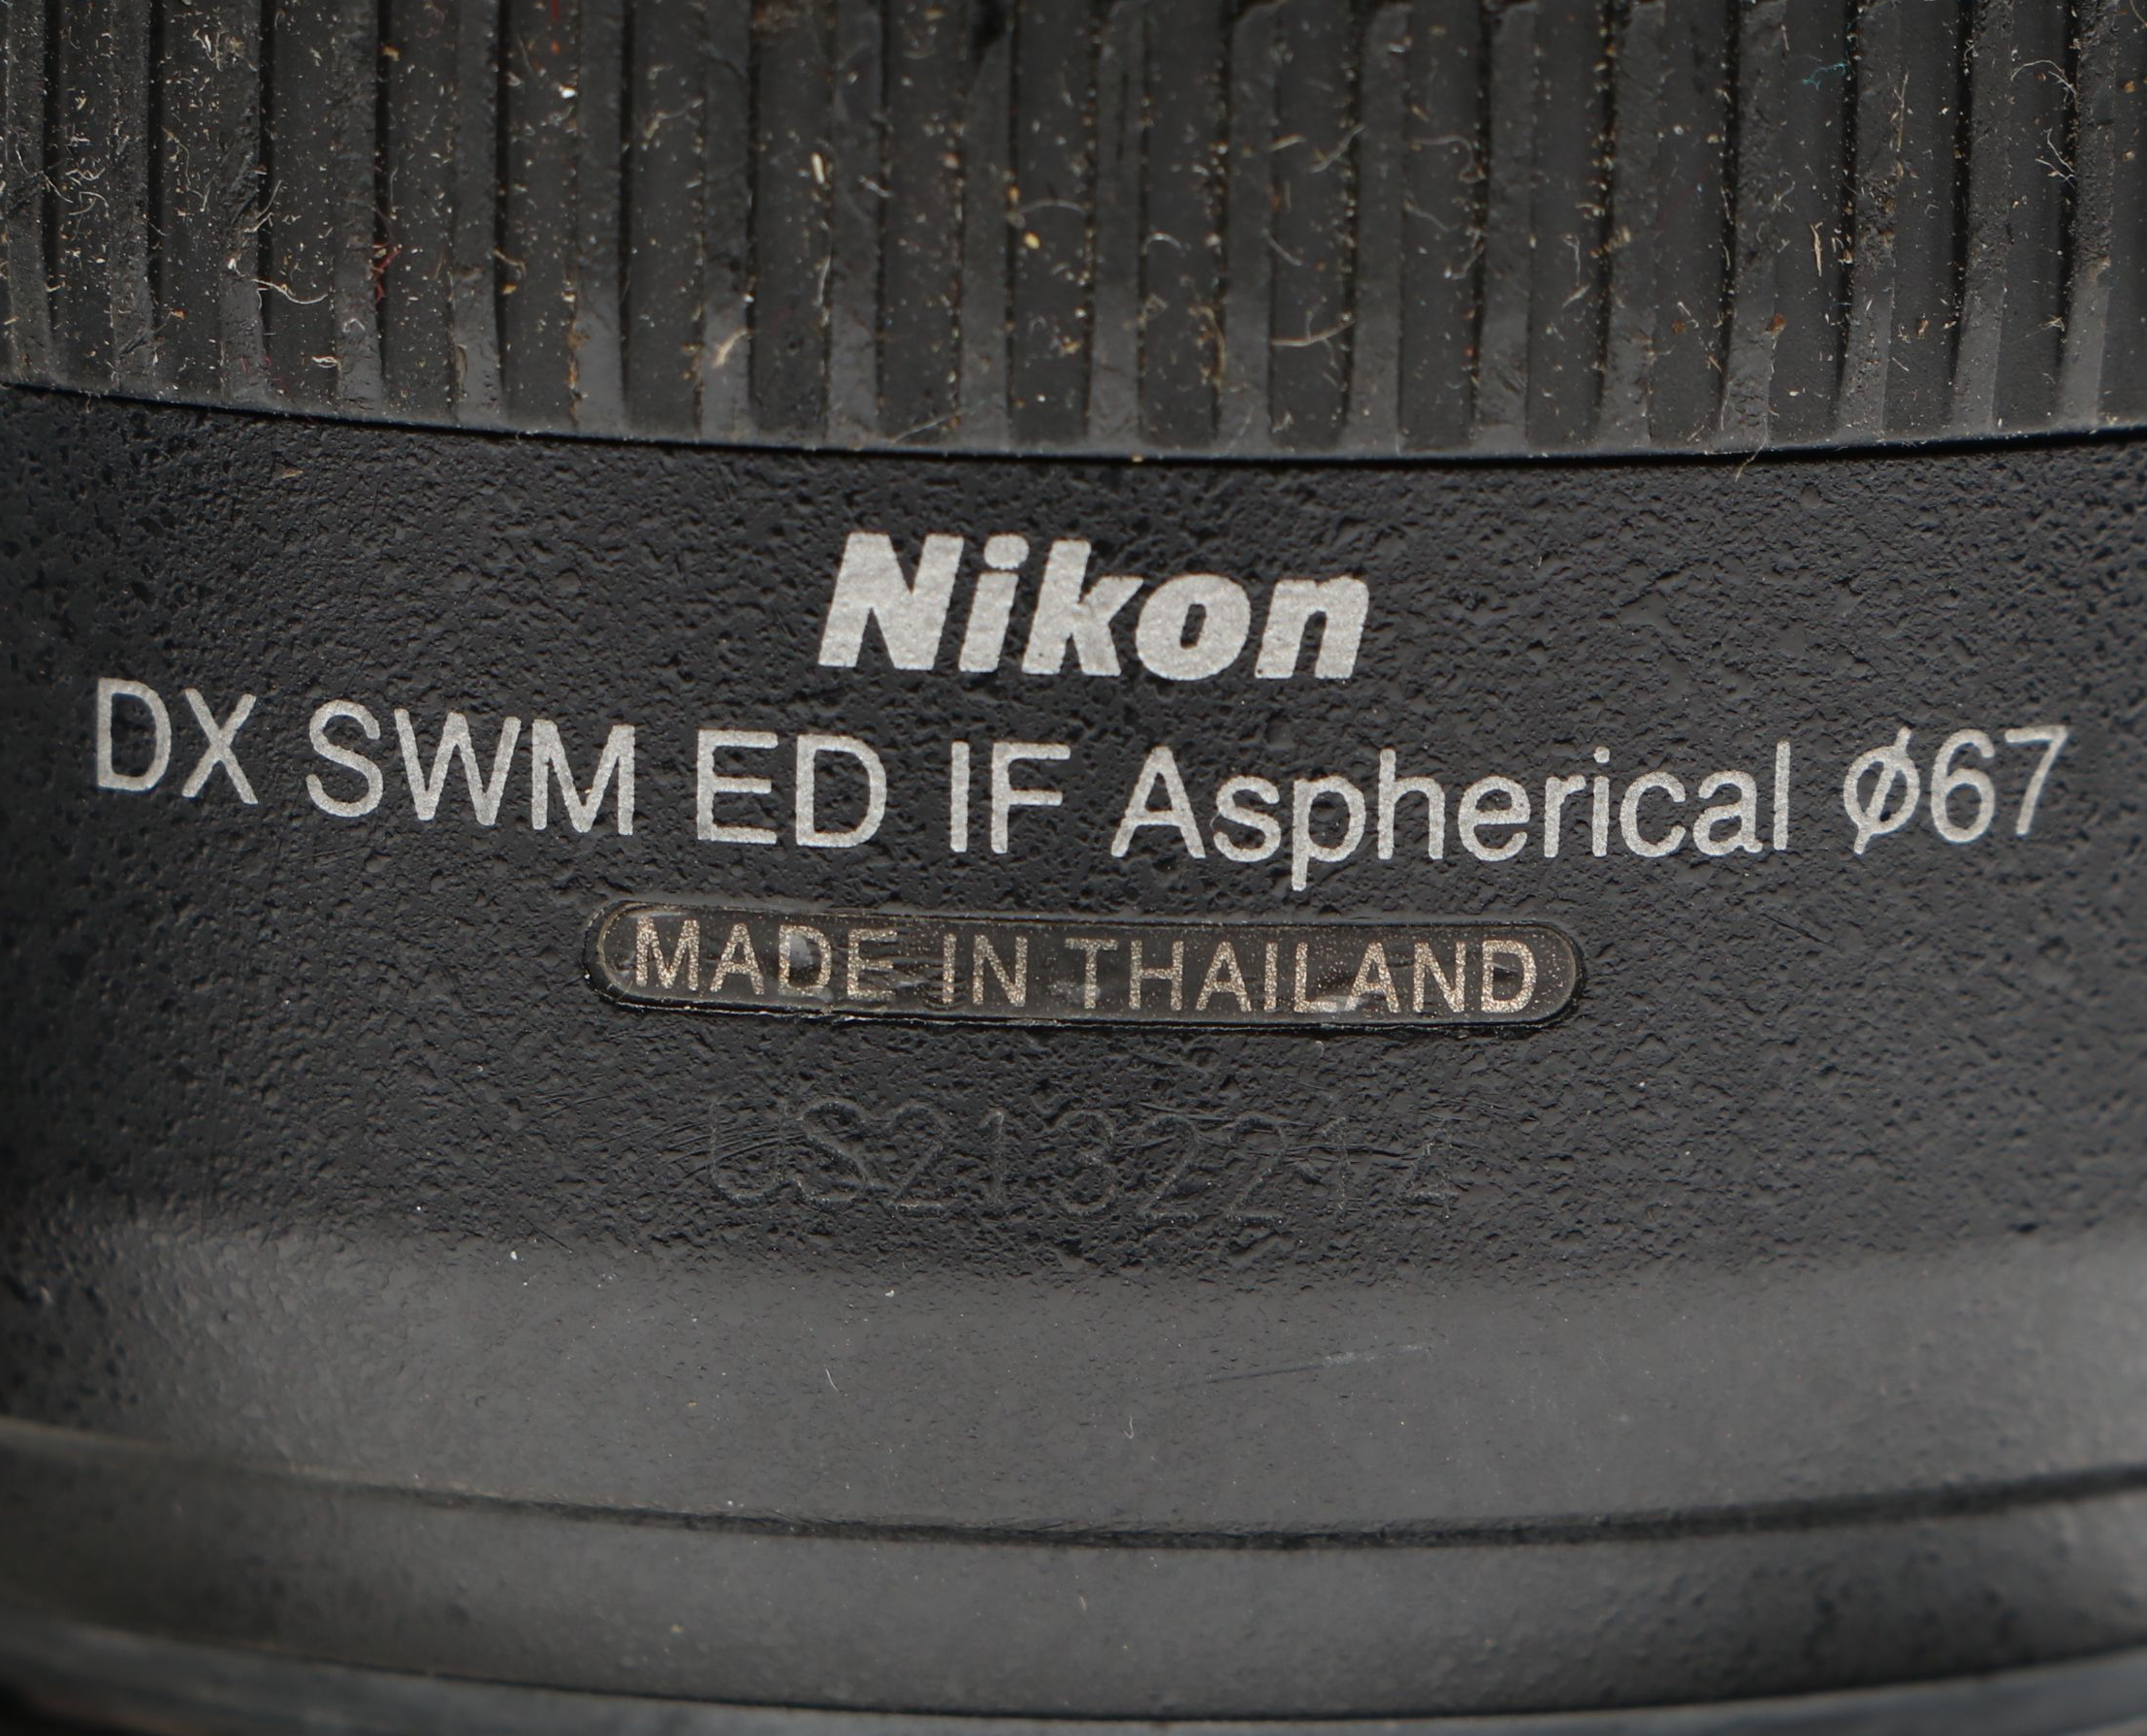 Nikon
DX SWM ED IF Aspherical ø67
MADE IN THAILAND
US2132214